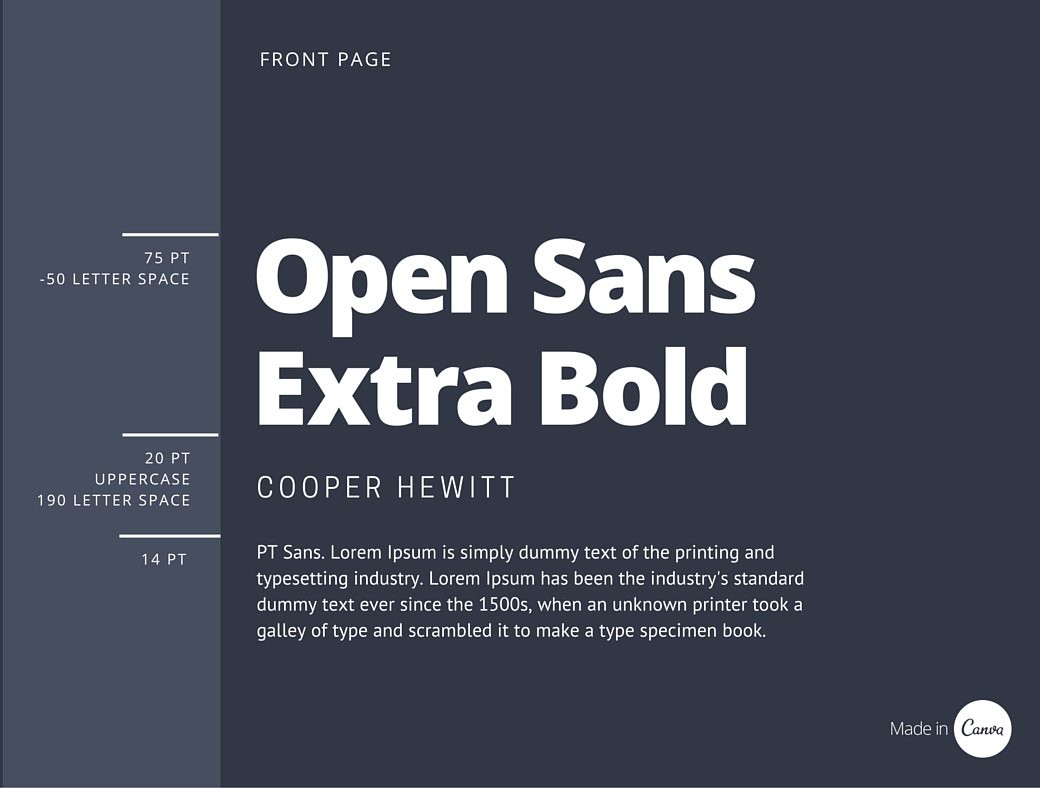 FRONT PAGE
75 PT
-50 LETTER SPACE
Open Sans
Extra Bold
20 PT
UPPERCASE
190 LETTER SPACE
COOPER HEWITT
14 PT
PT Sans. Lorem Ipsum is simply dummy text of the printing and
typesetting industry. Lorem Ipsum has been the industry's standard
dummy text ever since the 1500s, when an unknown printer took a
galley of type and scrambled it to make a type specimen book.
Made in Canva